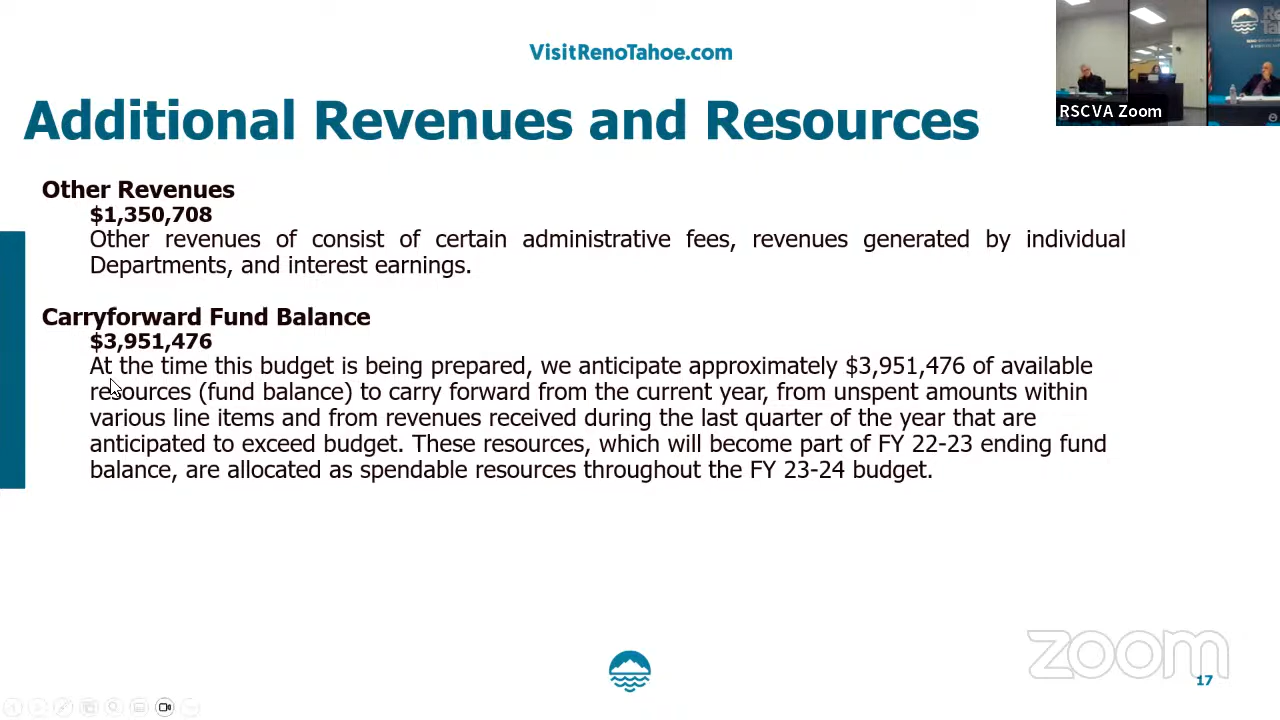 VisitRenoTahoe.com
Additional Revenues and Resources
RSCVA Zoom
Other Revenues
$1,350,708
Other revenues of consist of certain administrative fees, revenues generated by individual
Departments, and interest earnings.
Carryforward Fund Balance
$3,951,476
At the time this budget is being prepared, we anticipate approximately $3,951,476 of available
resources (fund balance) to carry forward from the current year, from unspent amounts within
various line items and from revenues received during the last quarter of the year that are
anticipated to exceed budget. These resources, which will become part of FY 22-23 ending fund
balance, are allocated as spendable resources throughout the FY 23-24 budget.
zoom
17